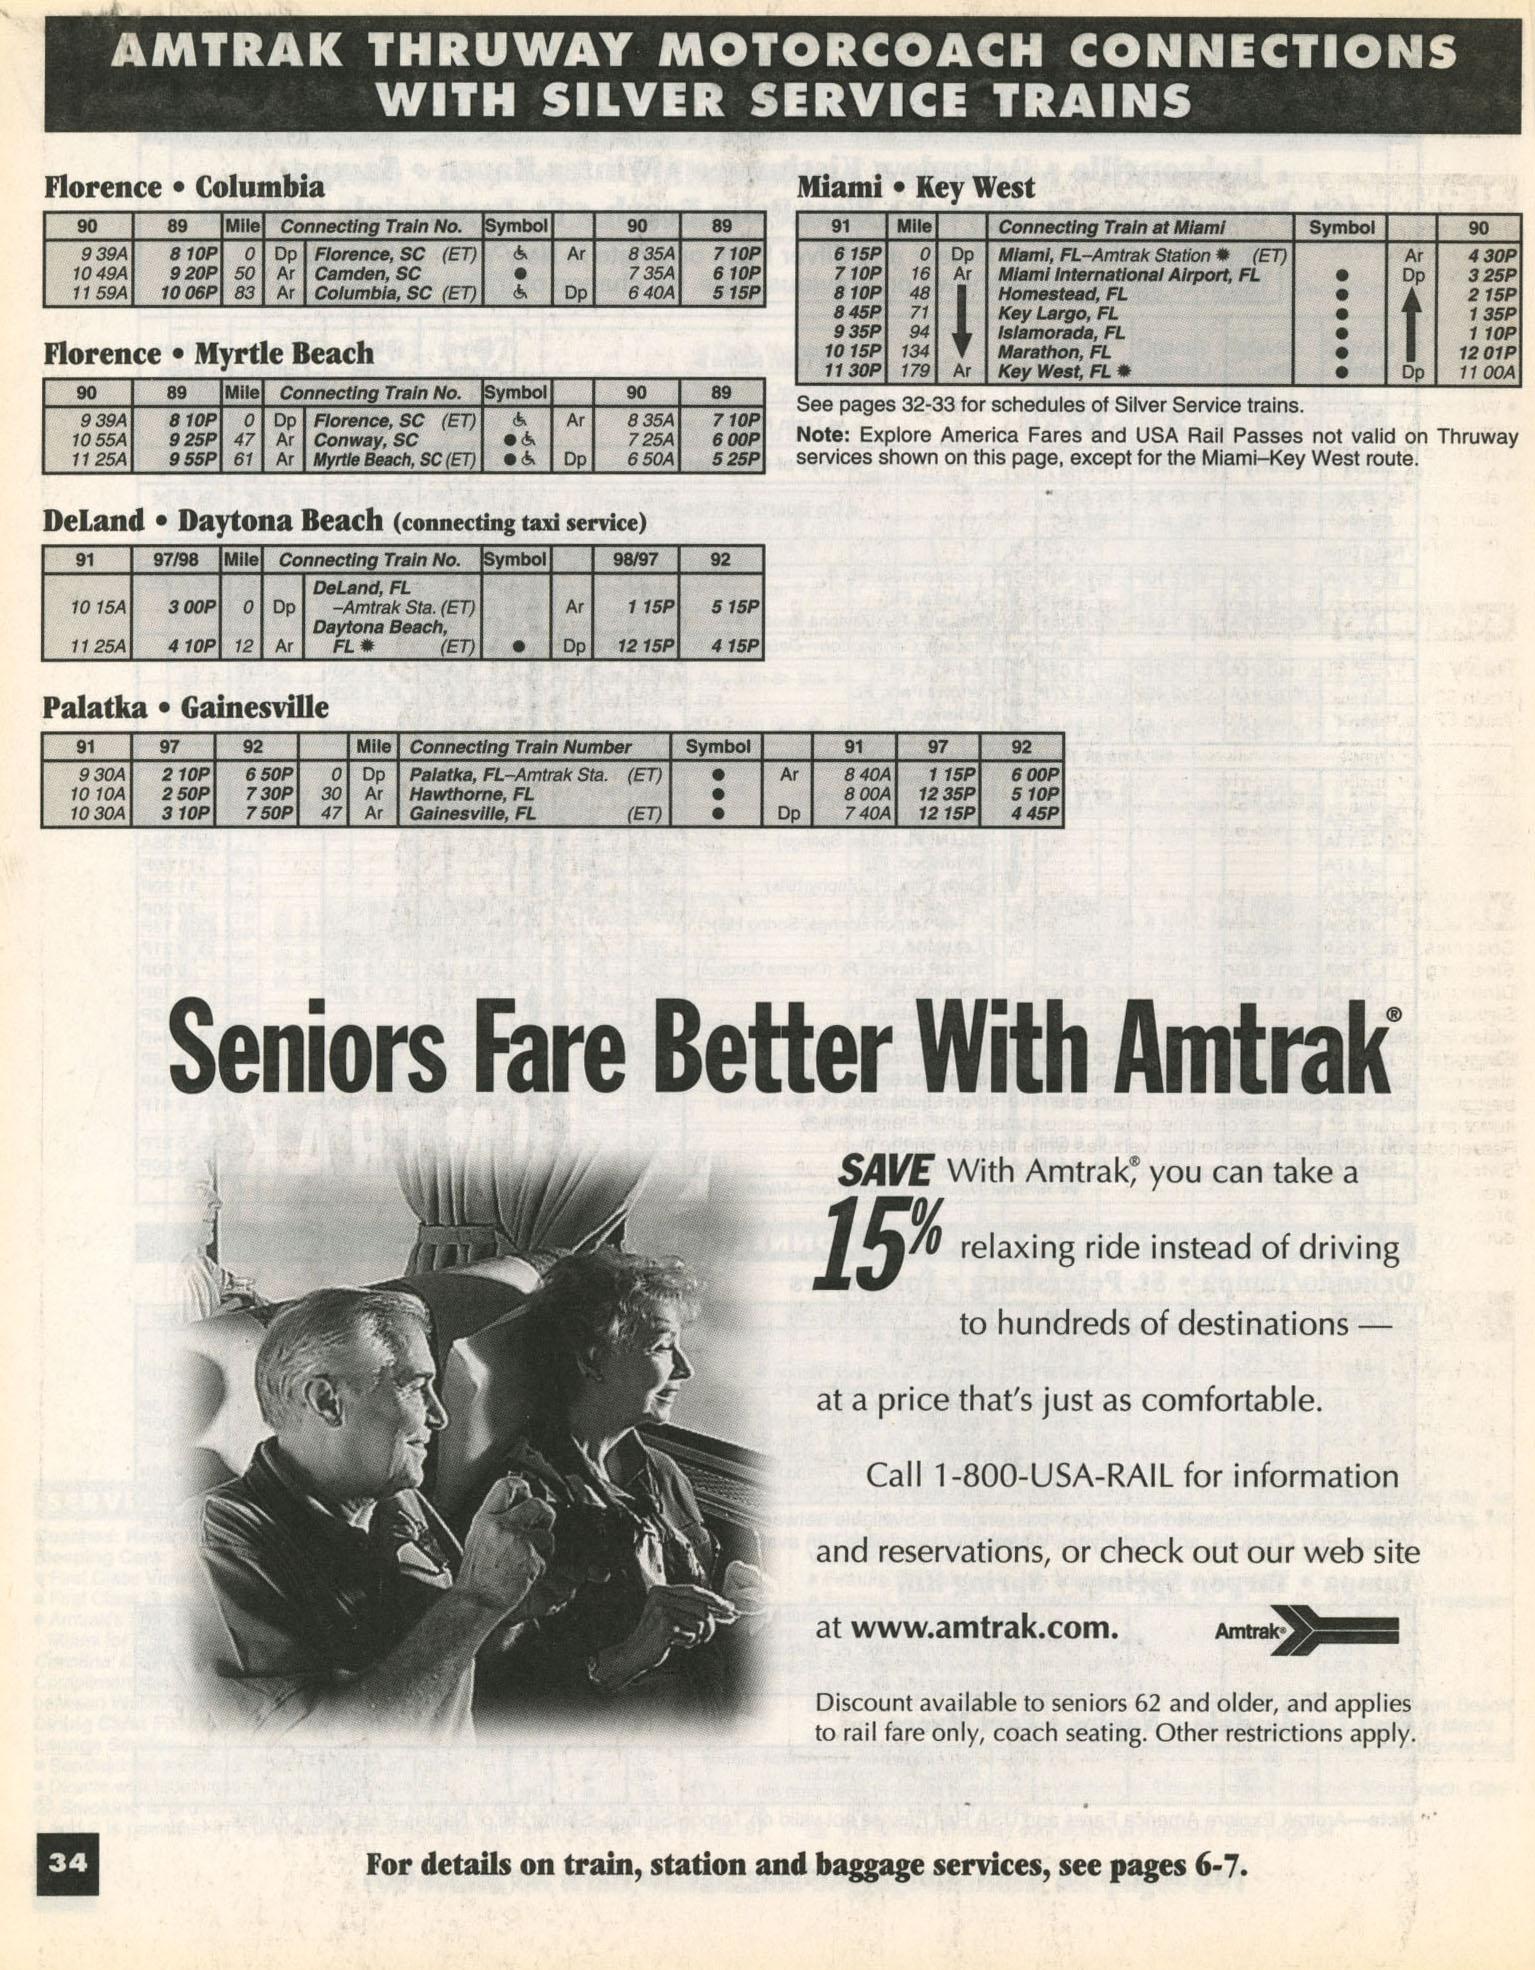 AMTRAK THRUWAY MOTORCOACH CONNECTIONS
WITH SILVER SERVICE TRAINS
Florence • Columbia
90 89 Mile Connecting Train No. Symbol 90 89
9 39A 8 10P 0 Dp Florence, SC (ET) ♿ Ar 8 35A 7 10P
10 49A 9 20P 50 Ar Camden, SC ● 7 35A 6 10P
11 59A 10 06P 83 Ar Columbia, SC (ET) ♿ Dp 6 40A 5 15P
Florence • Myrtle Beach
90 89 Mile Connecting Train No. Symbol 90 89
9 39A 8 10P 0 Dp Florence, SC (ET) ♿ Ar 8 35A 7 10P
10 55A 9 25P 47 Ar Conway, SC ●♿ 7 25A 6 00P
11 25A 9 55P 61 Ar Myrtle Beach, SC (ET) ●♿ Dp 6 50A 5 25P
DeLand • Daytona Beach (connecting taxi service)
91 97/98 Mile Connecting Train No. Symbol 98/97 92
DeLand, FL
10 15A 3 00P 0 Dp –Amtrak Sta. (ET) Ar 1 15P 5 15P
Daytona Beach,
11 25A 4 10P 12 Ar FL ✹ (ET) ● Dp 12 15P 4 15P
Palatka • Gainesville
91 97 92 Mile Connecting Train Number Symbol 91 97 92
9 30A 2 10P 6 50P 0 Dp Palatka, FL–Amtrak Sta. (ET) ● Ar 8 40A 1 15P 6 00P
10 10A 2 50P 7 30P 30 Ar Hawthorne, FL ● 8 00A 12 35P 5 10P
10 30A 3 10P 7 50P 47 Ar Gainesville, FL (ET) ● Dp 7 40A 12 15P 4 45P
Miami • Key West
91 Mile Connecting Train at Miami Symbol 90
6 15P 0 Dp Miami, FL–Amtrak Station ✹ (ET) Ar 4 30P
7 10P 16 Ar Miami International Airport, FL ● Dp 3 25P
8 10P 48 Homestead, FL ● 2 15P
8 45P 71 Key Largo, FL ● 1 35P
9 35P 94 Islamorada, FL ● 1 10P
10 15P 134 Marathon, FL ● 12 01P
11 30P 179 Ar Key West, FL ✹ ● Dp 11 00A
See pages 32-33 for schedules of Silver Service trains.
Note: Explore America Fares and USA Rail Passes not valid on Thruway
services shown on this page, except for the Miami–Key West route.
Seniors Fare Better With Amtrak®
SAVE With Amtrak®, you can take a
15% relaxing ride instead of driving
to hundreds of destinations —
at a price that's just as comfortable.
Call 1-800-USA-RAIL for information
and reservations, or check out our web site
at www.amtrak.com. Amtrak®
Discount available to seniors 62 and older, and applies
to rail fare only, coach seating. Other restrictions apply.
34
For details on train, station and baggage services, see pages 6-7.